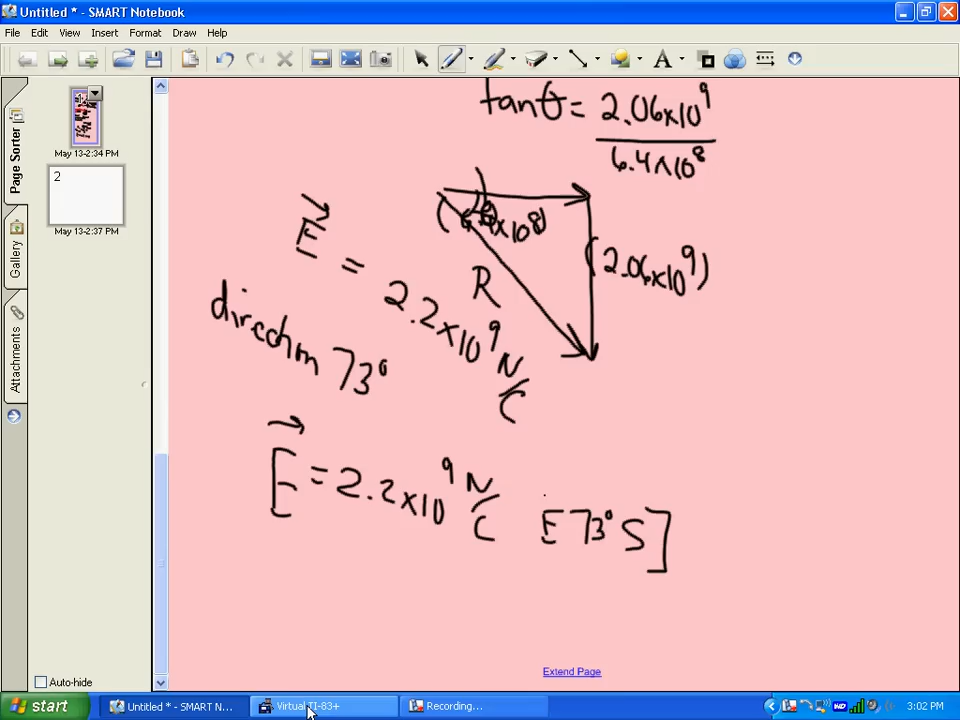 Untitled * - SMART Notebook
File Edit View Insert Format Draw Help
Page Sorter
Gallery
Attachments
May 13-2:34 PM
2
May 13-2:37 PM
tanθ = 2.06x10⁹
6.4x10⁸
E = 2.2x10⁹ N/C
(6.4x10⁸)
(2.06x10⁹)
R
direction 73°
E = 2.2x10⁹ N/C [E 73° S]
Extend Page
Auto-hide
start
Untitled * - SMART N...
Virtual TI-83+
Recording...
3:02 PM